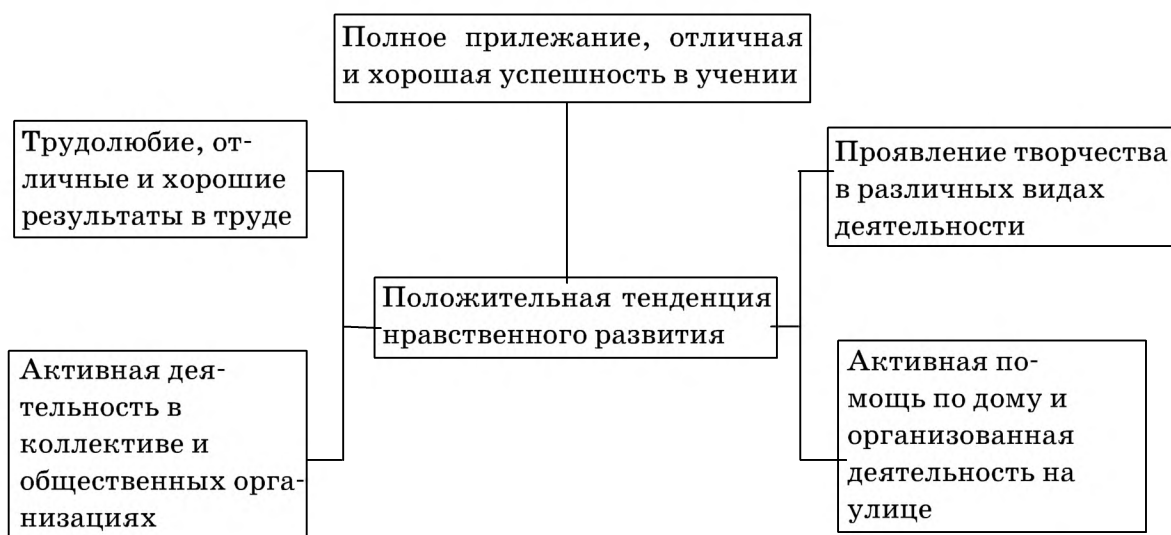 Полное прилежание, отличная
и хорошая успешность в учении
Трудолюбие, от-
личные и хорошие
результаты в труде
Проявление творчества
в различных видах
деятельности
Положительная тенденция
нравственного развития
Активная дея-
тельность в
коллективе и
общественных орга-
низациях
Активная по-
мощь по дому и
организованная
деятельность на
улице